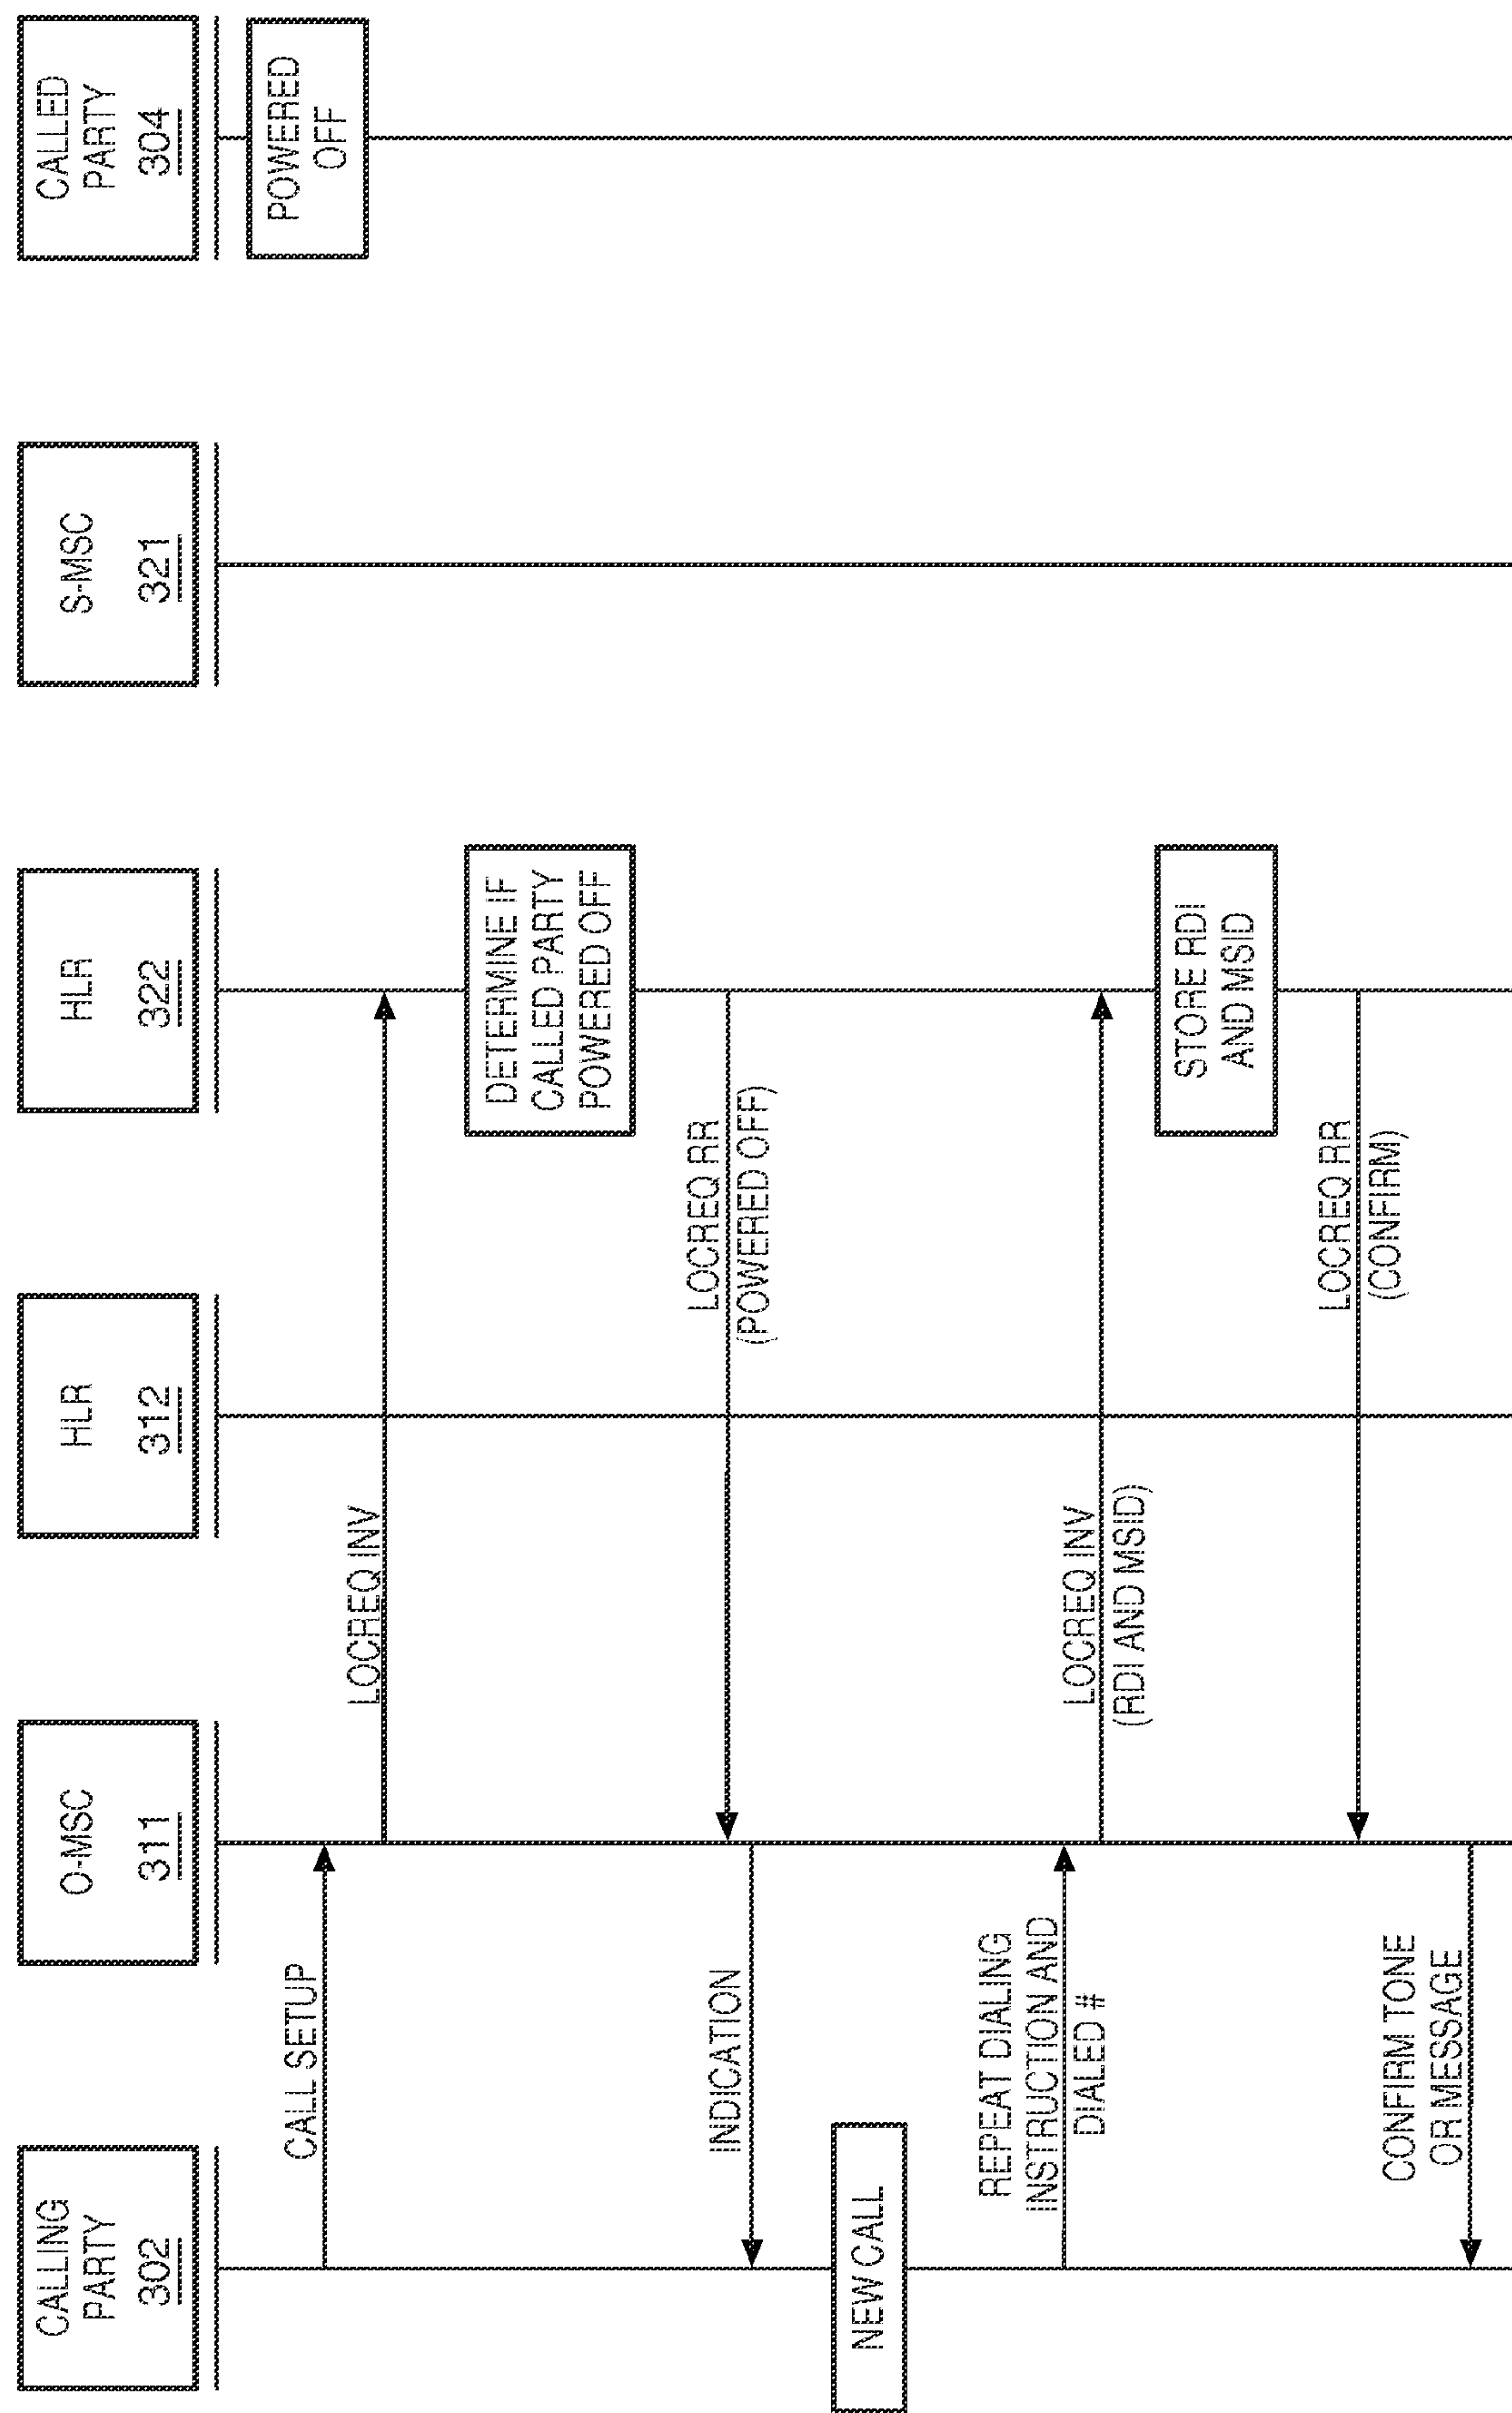 CALLING
PARTY
302
O-MSC
311
HLR
312
HLR
322
S-MSC
321
CALLED
PARTY
304
POWERED
OFF
CALL SETUP
LOCREQ INV
DETERMINE IF
CALLED PARTY
POWERED OFF
LOCREQ RR
(POWERED OFF)
INDICATION
NEW CALL
REPEAT DIALING
INSTRUCTION AND
DIALED #
LOCREQ INV
(RDI AND MSID)
STORE RDI
AND MSID
LOCREQ RR
(CONFIRM)
CONFIRM TONE
OR MESSAGE